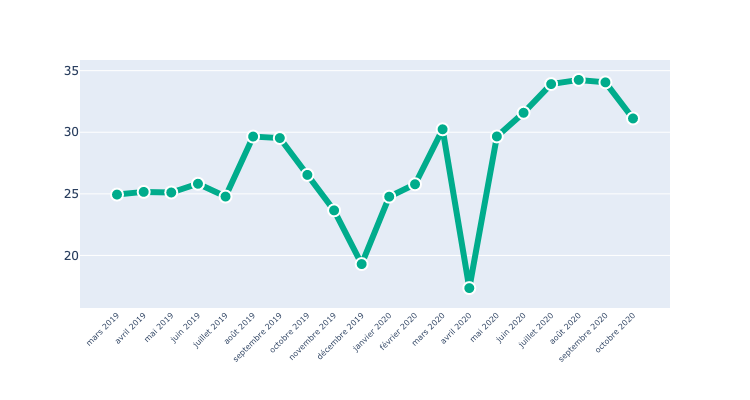 35
30
25
20
mars 2019
avril 2019
mai 2019
juin 2019
juillet 2019
août 2019
septembre 2019
octobre 2019
novembre 2019
décembre 2019
janvier 2020
février 2020
mars 2020
avril 2020
mai 2020
juin 2020
juillet 2020
août 2020
septembre 2020
octobre 2020